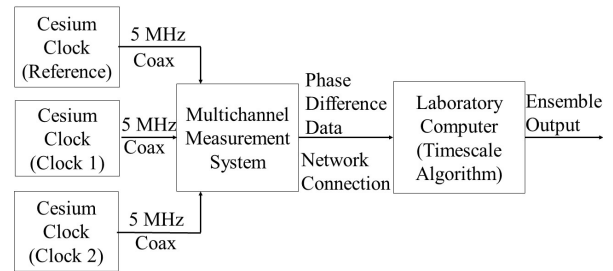 Cesium
Clock
(Reference)
5 MHz
Coax
Cesium
Clock
(Clock 1)
5 MHz
Coax
Cesium
Clock
(Clock 2)
5 MHz
Coax
Multichannel
Measurement
System
Phase
Difference
Data
Network
Connection
Laboratory
Computer
(Timescale
Algorithm)
Ensemble
Output